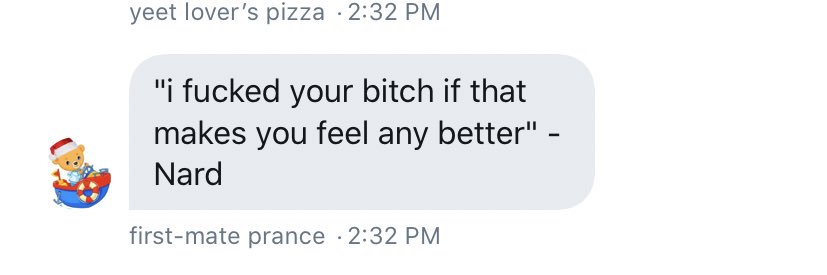 yeet lover’s pizza · 2:32 PM
"i fucked your bitch if that
makes you feel any better" -
Nard
first-mate prance · 2:32 PM